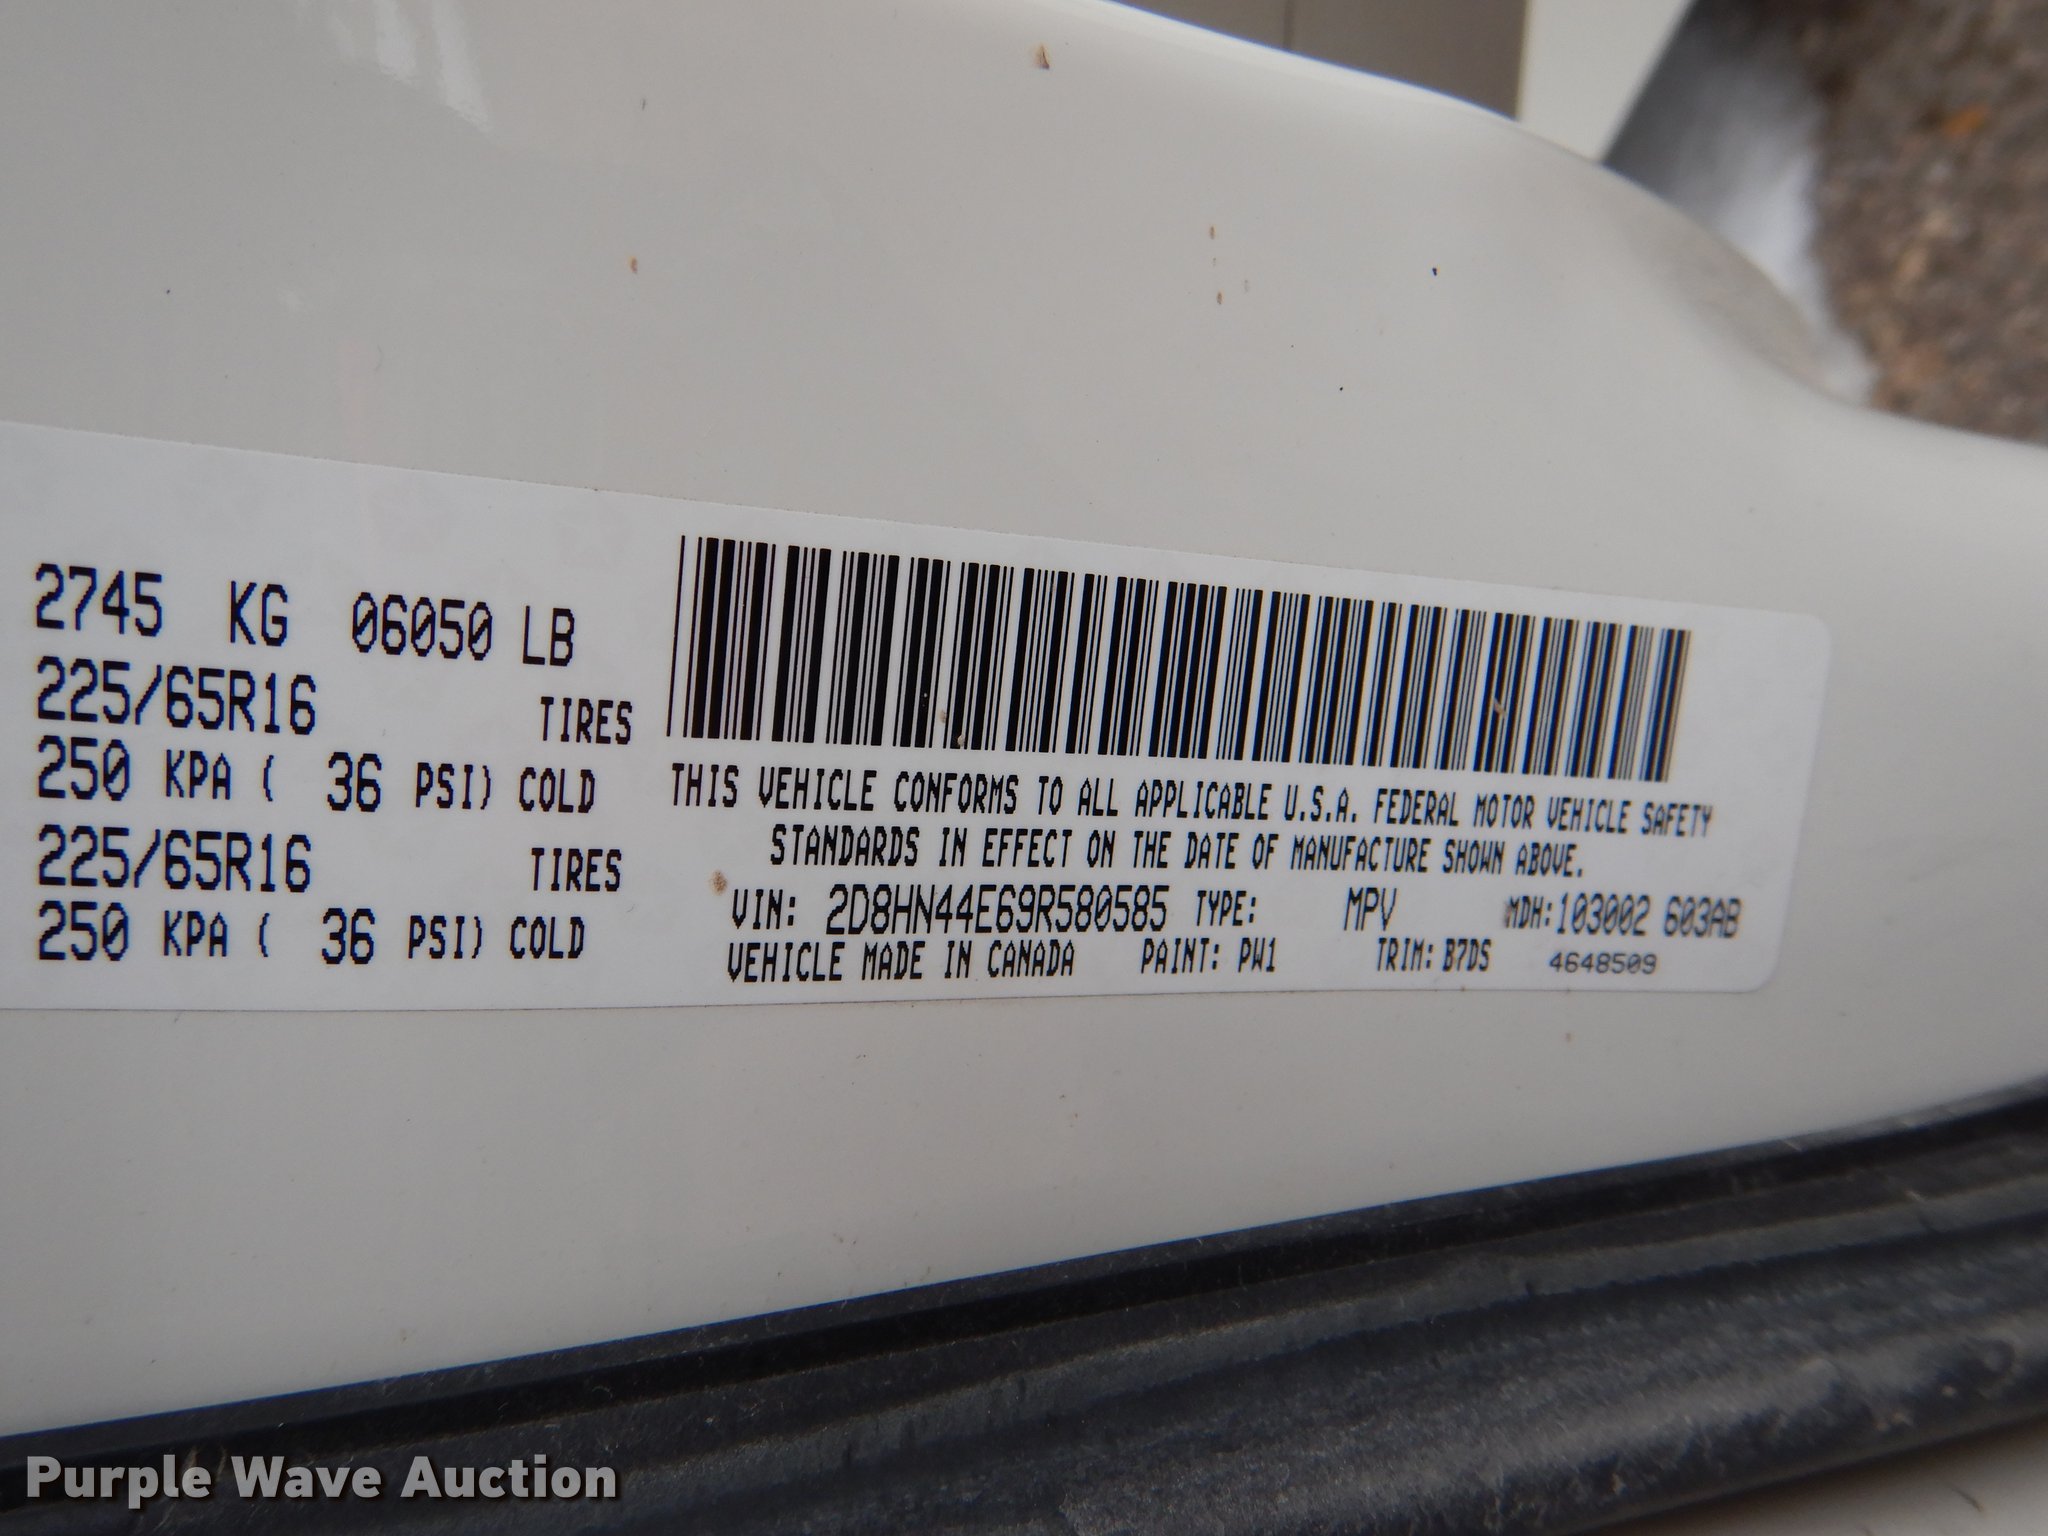 2745 KG 06050 LB
225/65R16 TIRES
250 KPA ( 36 PSI) COLD
225/65R16 TIRES
250 KPA ( 36 PSI) COLD
THIS VEHICLE CONFORMS TO ALL APPLICABLE U.S.A. FEDERAL MOTOR VEHICLE SAFETY
STANDARDS IN EFFECT ON THE DATE OF MANUFACTURE SHOWN ABOVE.
VIN: 2D8HN44E69R580585 TYPE: MPV MDH:103002 603AB
VEHICLE MADE IN CANADA PAINT: PW1 TRIM: B7DS 4648509
Purple Wave Auction